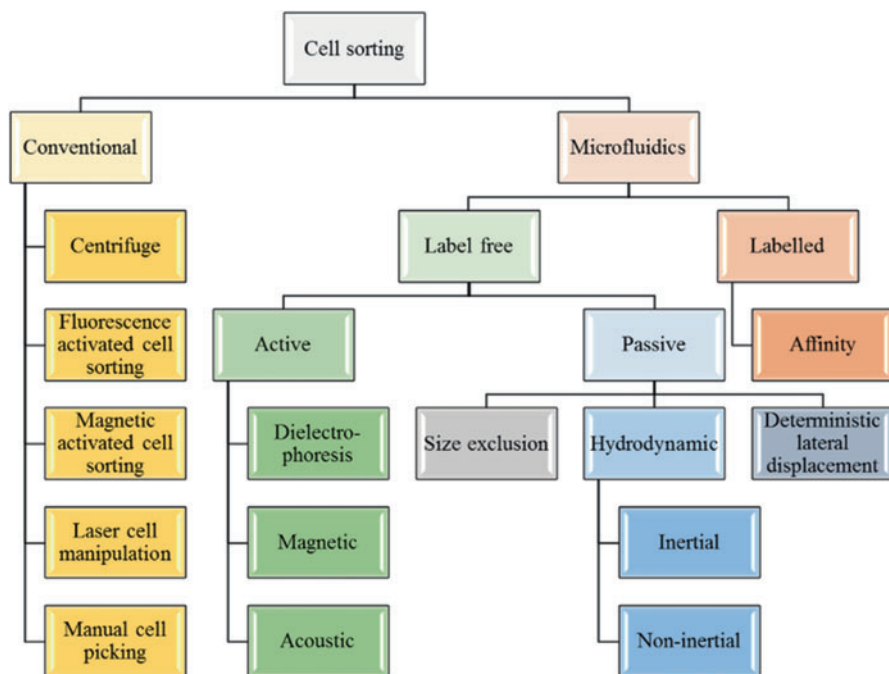 Cell sorting
Conventional
Microfluidics
Centrifuge
Label free
Labelled
Fluorescence
activated cell
sorting
Active
Passive
Affinity
Magnetic
activated cell
sorting
Dielectro-
phoresis
Size exclusion
Hydrodynamic
Deterministic
lateral
displacement
Laser cell
manipulation
Magnetic
Inertial
Manual cell
picking
Acoustic
Non-inertial